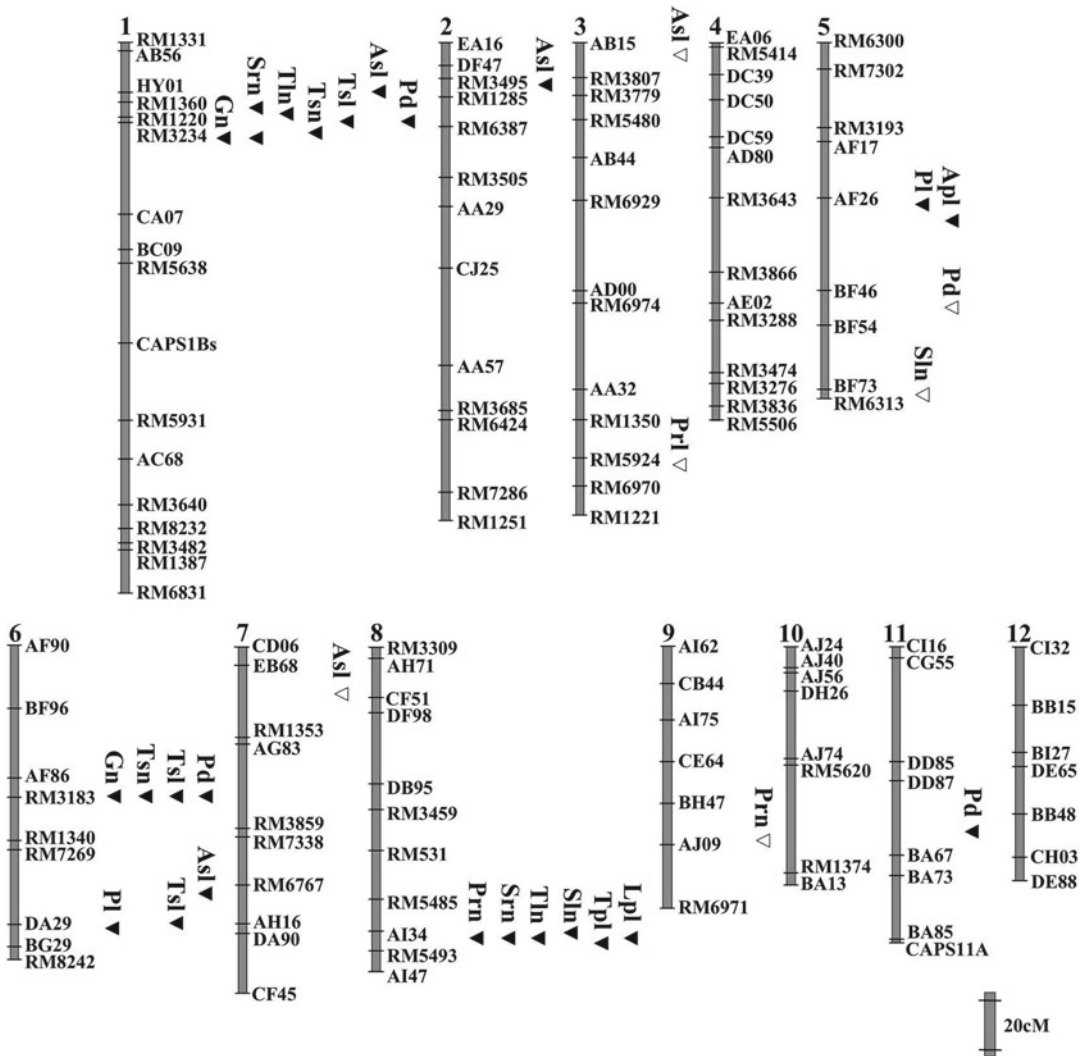 1
RM1331
AB56
HY01
RM1360
RM1220
RM3234
CA07
BC09
RM5638
CAPS1Bs
RM5931
AC68
RM3640
RM8232
RM3482
RM1387
RM6831
Gn
Srn
Tln
Tsn
Tsl
Asl
Pd
2
EA16
DF47
RM3495
RM1285
RM6387
RM3505
AA29
CJ25
AA57
RM3685
RM6424
RM7286
RM1251
Asl
3
AB15
RM3807
RM3779
RM5480
AB44
RM6929
AD00
RM6974
AA32
RM1350
RM5924
RM6970
RM1221
Asl
Prl
4
EA06
RM5414
DC39
DC50
DC59
AD80
RM3643
RM3866
AE02
RM3288
RM3474
RM3276
RM3836
RM5506
5
RM6300
RM7302
RM3193
AF17
AF26
BF46
BF54
BF73
RM6313
Pl
Apl
Pd
Sln
6
AF90
BF96
AF86
RM3183
RM1340
RM7269
DA29
BG29
RM8242
Gn
Tsn
Tsl
Pd
Pl
Tsl
Asl
7
CD06
EB68
RM1353
AG83
RM3859
RM7338
RM6767
AH16
DA90
CF45
Asl
8
RM3309
AH71
CF51
DF98
DB95
RM3459
RM531
RM5485
AI34
RM5493
AI47
Prn
Srn
Tln
Sln
Tpl
Lpl
9
AI62
CB44
AI75
CE64
BH47
AJ09
RM6971
Prn
10
AJ24
AJ40
AJ56
DH26
AJ74
RM5620
RM1374
BA13
11
CI16
CG55
DD85
DD87
BA67
BA73
BA85
CAPS11A
Pd
12
CI32
BB15
BI27
DE65
BB48
CH03
DE88
20cM